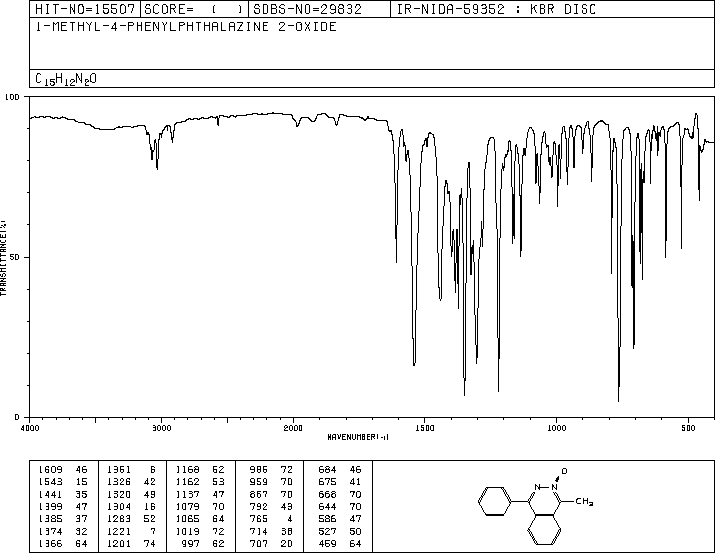 HIT-NO=15507 SCORE= ( ) SDBS-NO=29832 IR-NIDA-59352 : KBR DISC
1-METHYL-4-PHENYLPHTHALAZINE 2-OXIDE
C15H12N2O
100
50
0
TRANSMITTANCE(%)
4000 3000 2000 1500 1000 500
WAVENUMBER(-1)
1609 46 1351 6 1168 52 986 72 684 46
1543 15 1326 42 1162 53 959 70 675 41
1441 35 1320 49 1137 47 867 70 668 70
1399 47 1304 16 1079 70 792 43 644 70
1385 37 1283 52 1065 64 765 4 586 47
1374 32 1221 7 1019 72 714 38 527 50
1366 64 1201 74 997 62 707 20 459 64
O
N N
CH3